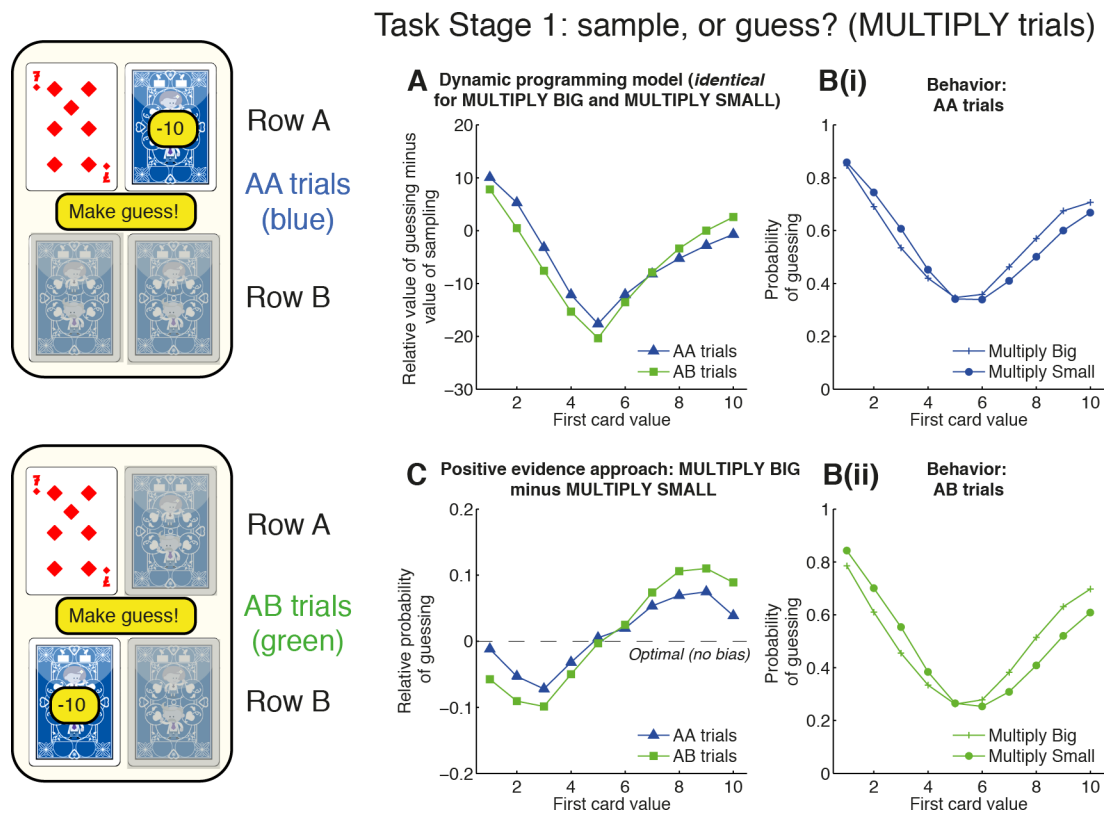 Task Stage 1: sample, or guess? (MULTIPLY trials)
7
-10
7
Make guess!
Row A
AA trials
(blue)
Row B
A
Dynamic programming model (identical
for MULTIPLY BIG and MULTIPLY SMALL)
Relative value of guessing minus
value of sampling
20
10
0
−10
−20
−30
AA trials
AB trials
2
4
6
8
10
First card value
B(i)
Behavior:
AA trials
Probability
of guessing
1
0.8
0.6
0.4
0.2
0
Multiply Big
Multiply Small
2
4
6
8
10
First card value
7
7
Make guess!
-10
Row A
AB trials
(green)
Row B
C
Positive evidence approach: MULTIPLY BIG
minus MULTIPLY SMALL
Relative probability
of guessing
0.2
0.1
0
−0.1
−0.2
Optimal (no bias)
AA trials
AB trials
2
4
6
8
10
First card value
B(ii)
Behavior:
AB trials
Probability
of guessing
1
0.8
0.6
0.4
0.2
0
Multiply Big
Multiply Small
2
4
6
8
10
First card value